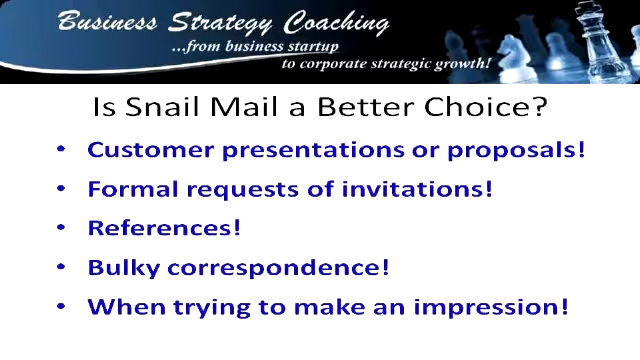 Business Strategy Coaching
...from business startup
to corporate strategic growth!
Is Snail Mail a Better Choice?
• Customer presentations or proposals!
• Formal requests of invitations!
• References!
• Bulky correspondence!
• When trying to make an impression!